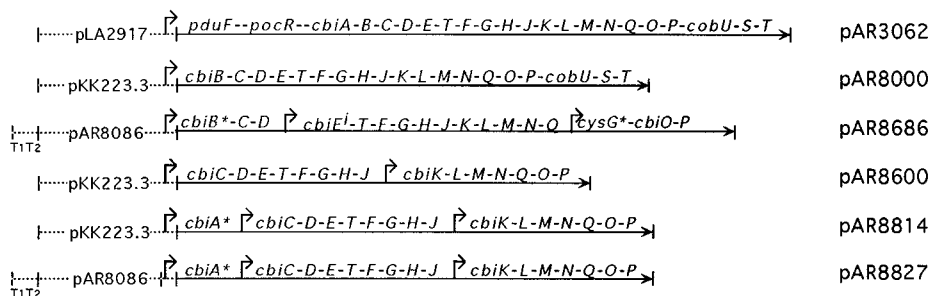 pLA2917 pduF--pocR--cbiA-B-C-D-E-T-F-G-H-J-K-L-M-N-Q-O-P-cobU-S-T pAR3062
pKK223.3 cbiB-C-D-E-T-F-G-H-J-K-L-M-N-Q-O-P-cobU-S-T pAR8000
T1T2 pAR8086 cbiB*-C-D cbiEⁱ-T-F-G-H-J-K-L-M-N-Q cysG*-cbiO-P pAR8686
pKK223.3 cbiC-D-E-T-F-G-H-J cbiK-L-M-N-Q-O-P pAR8600
pKK223.3 cbiA* cbiC-D-E-T-F-G-H-J cbiK-L-M-N-Q-O-P pAR8814
T1T2 pAR8086 cbiA* cbiC-D-E-T-F-G-H-J cbiK-L-M-N-Q-O-P pAR8827